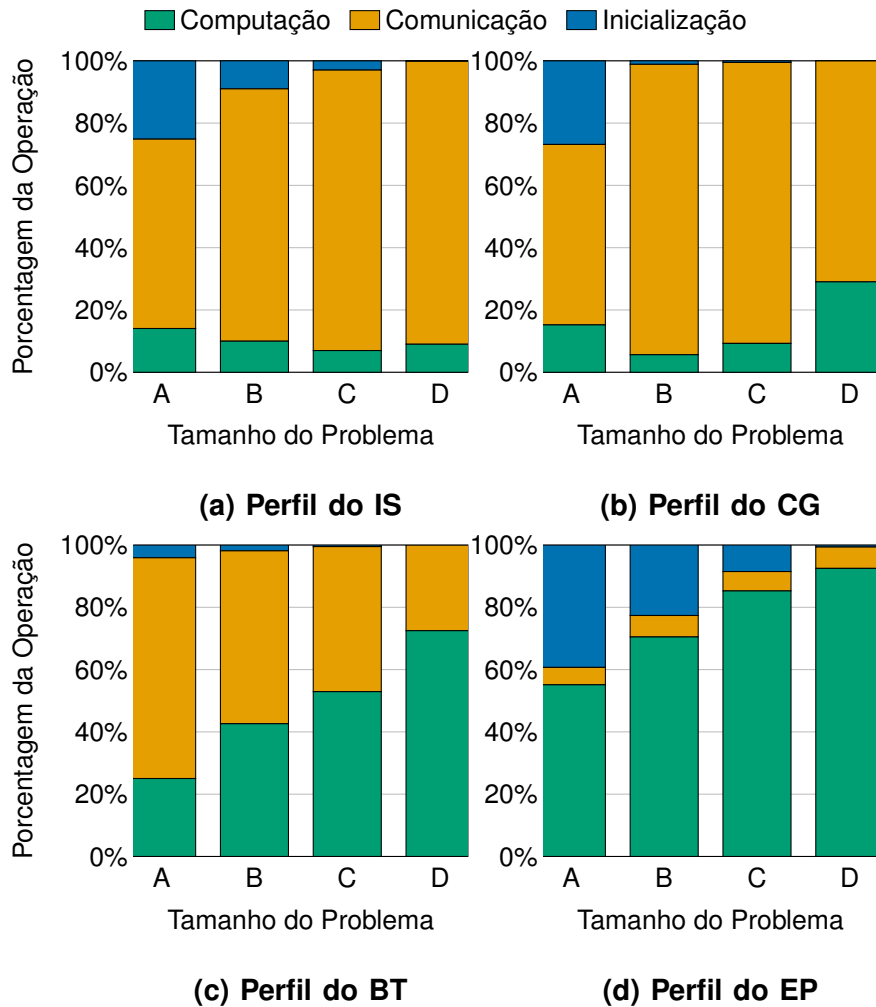 Computação Comunicação Inicialização
Porcentagem da Operação
100%
80%
60%
40%
20%
0%
A B C D
Tamanho do Problema
(a) Perfil do IS
100%
80%
60%
40%
20%
0%
A B C D
Tamanho do Problema
(b) Perfil do CG
Porcentagem da Operação
100%
80%
60%
40%
20%
0%
A B C D
Tamanho do Problema
(c) Perfil do BT
100%
80%
60%
40%
20%
0%
A B C D
Tamanho do Problema
(d) Perfil do EP